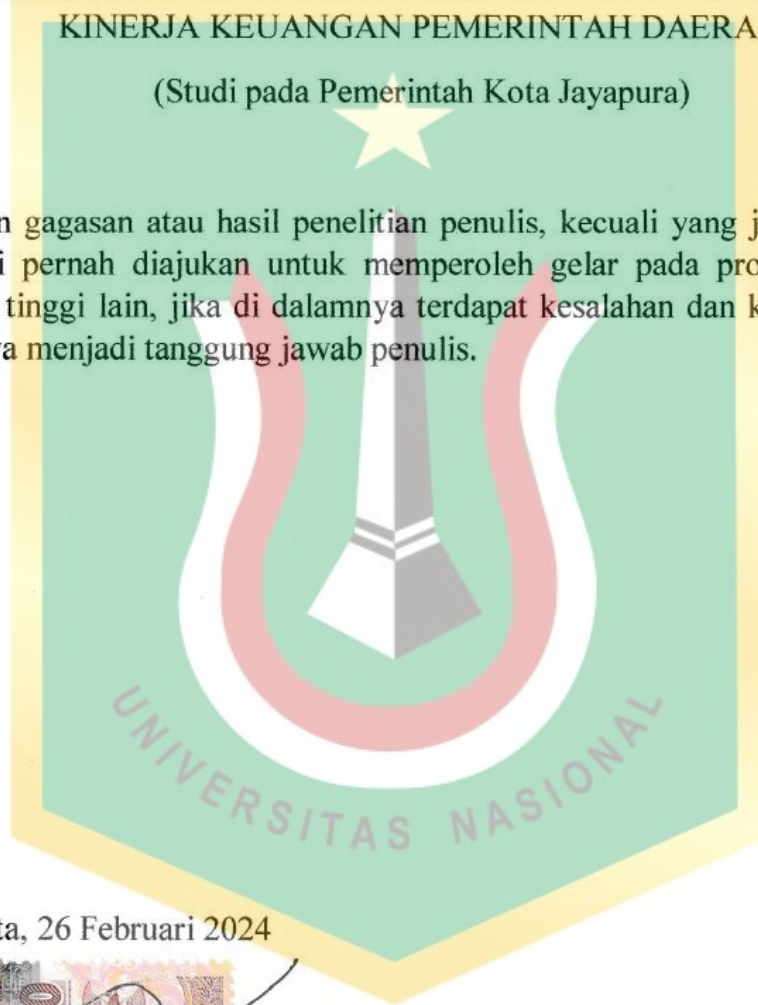 KINERJA KEUANGAN PEMERINTAH DAERA
(Studi pada Pemerintah Kota Jayapura)
n gagasan atau hasil penelitian penulis, kecuali yang j
i pernah diajukan untuk memperoleh gelar pada pro
tinggi lain, jika di dalamnya terdapat kesalahan dan k
ya menjadi tanggung jawab penulis.
UNIVERSITAS NASIONAL
ta, 26 Februari 2024